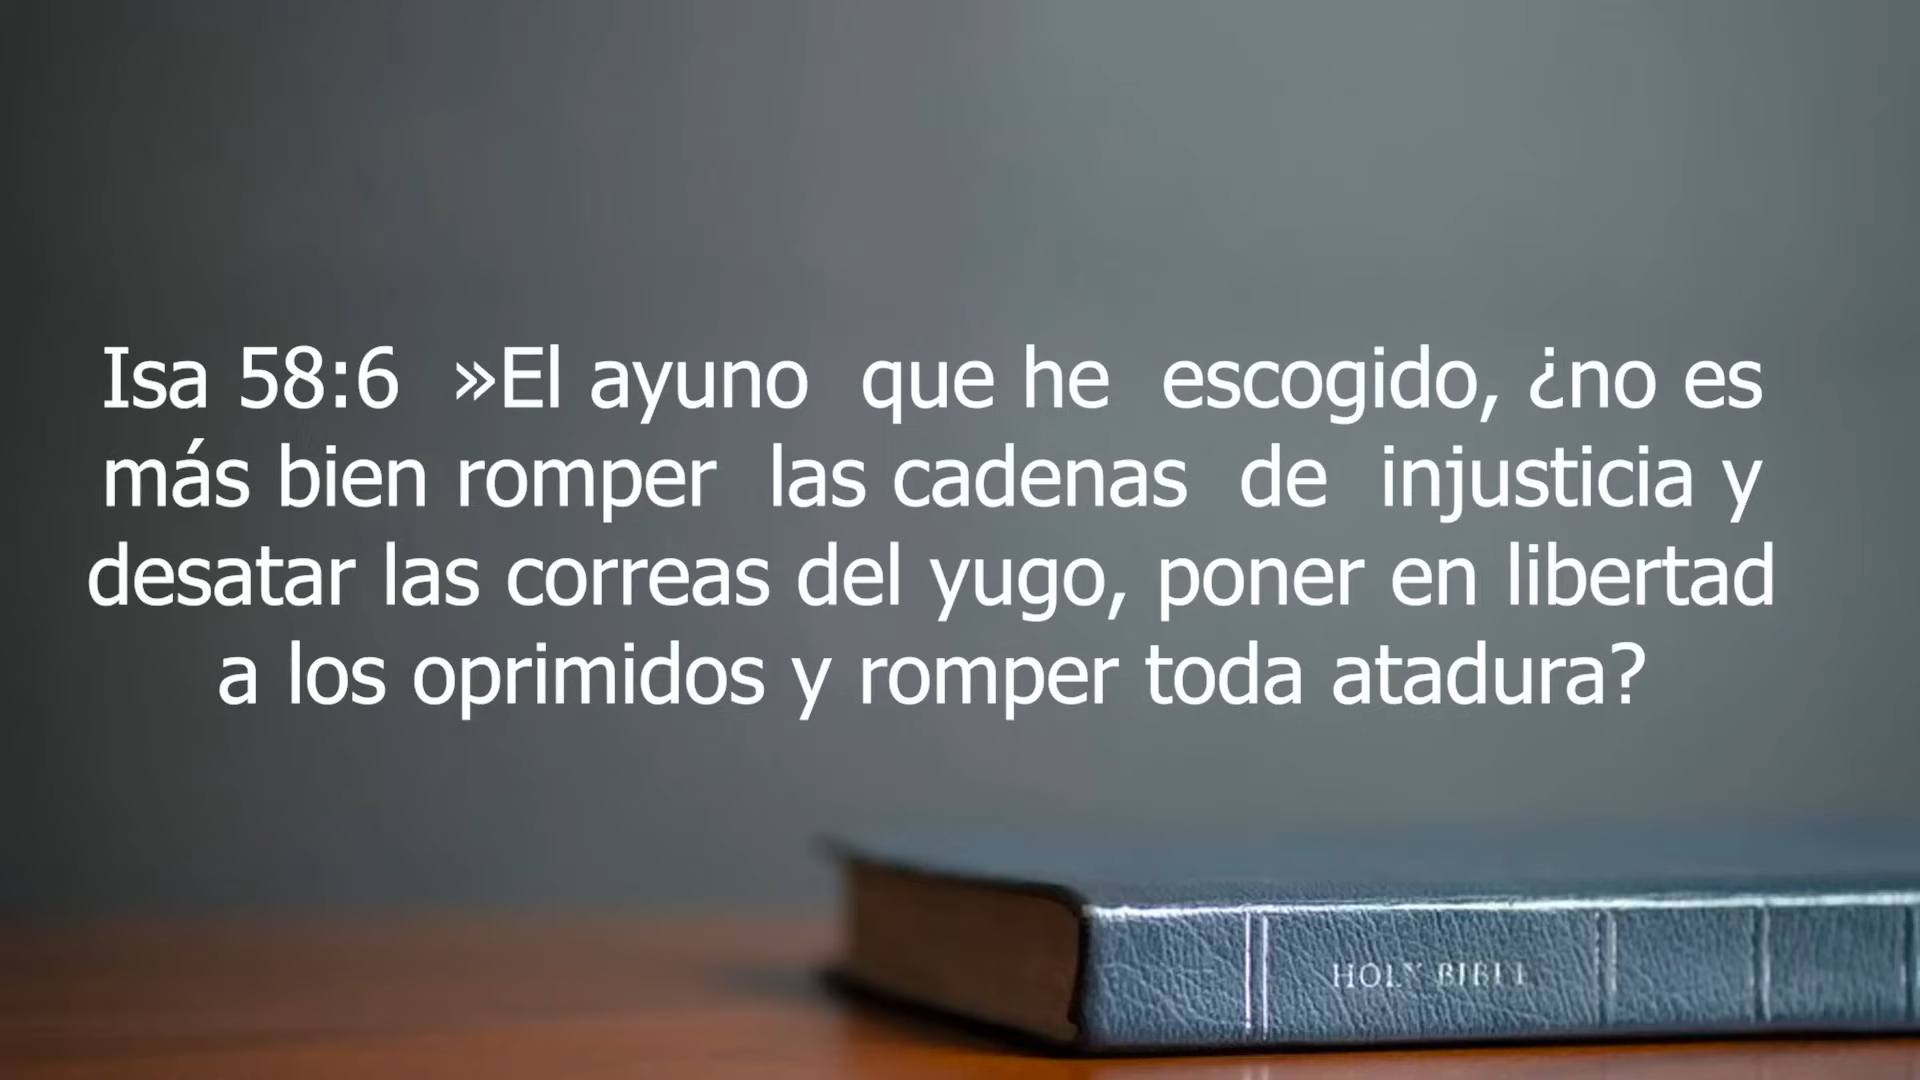 Isa 58:6 »El ayuno que he escogido, ¿no es
más bien romper las cadenas de injusticia y
desatar las correas del yugo, poner en libertad
a los oprimidos y romper toda atadura?
HOLY BIBLE